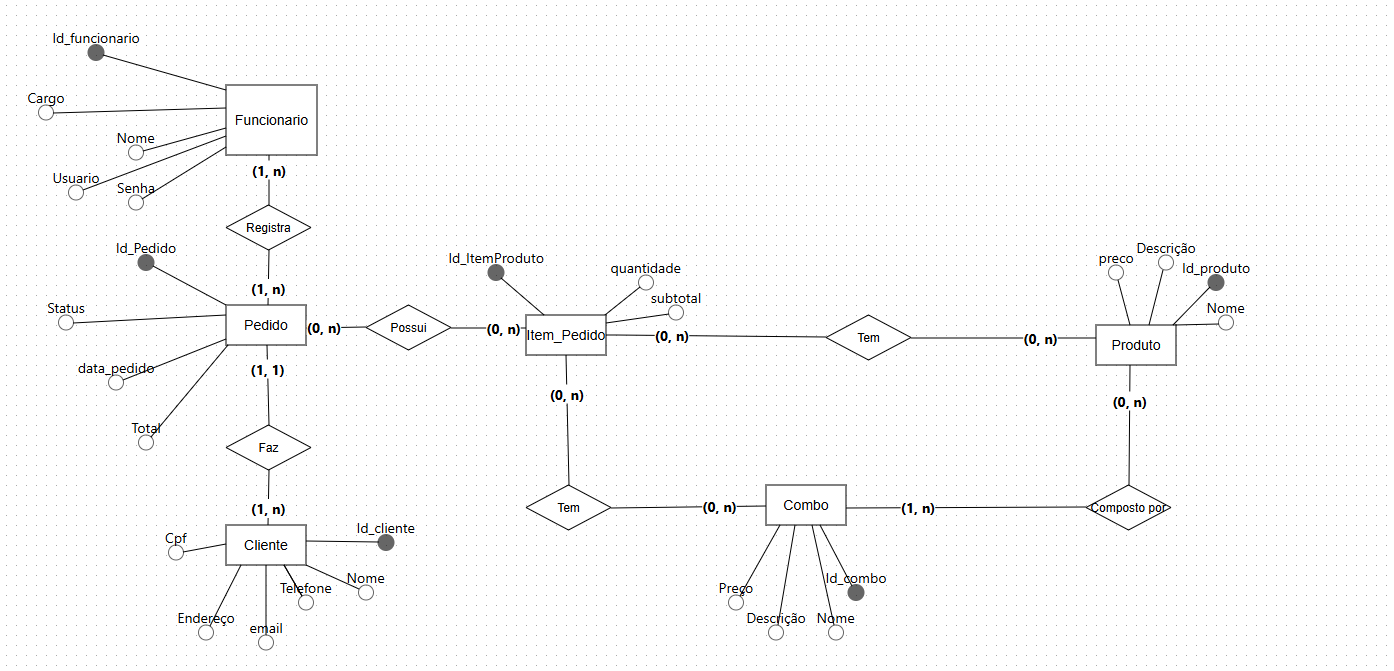 Id_funcionario
Cargo
Funcionario
Nome
Usuario
Senha
(1, n)
Registra
Id_Pedido
(1, n)
Status
Pedido
(0, n)
Possui
(0, n)
data_pedido
(1, 1)
Total
Faz
(1, n)
Id_ItemProduto
quantidade
subtotal
Item_Pedido
(0, n)
Tem
(0, n)
preco
Descrição
Id_produto
Nome
Produto
(0, n)
(0, n)
Tem
(0, n)
Combo
(1, n)
Composto por
Preço
Descrição
Nome
Id_combo
Cpf
Cliente
Id_cliente
Telefone
Nome
Endereço
email